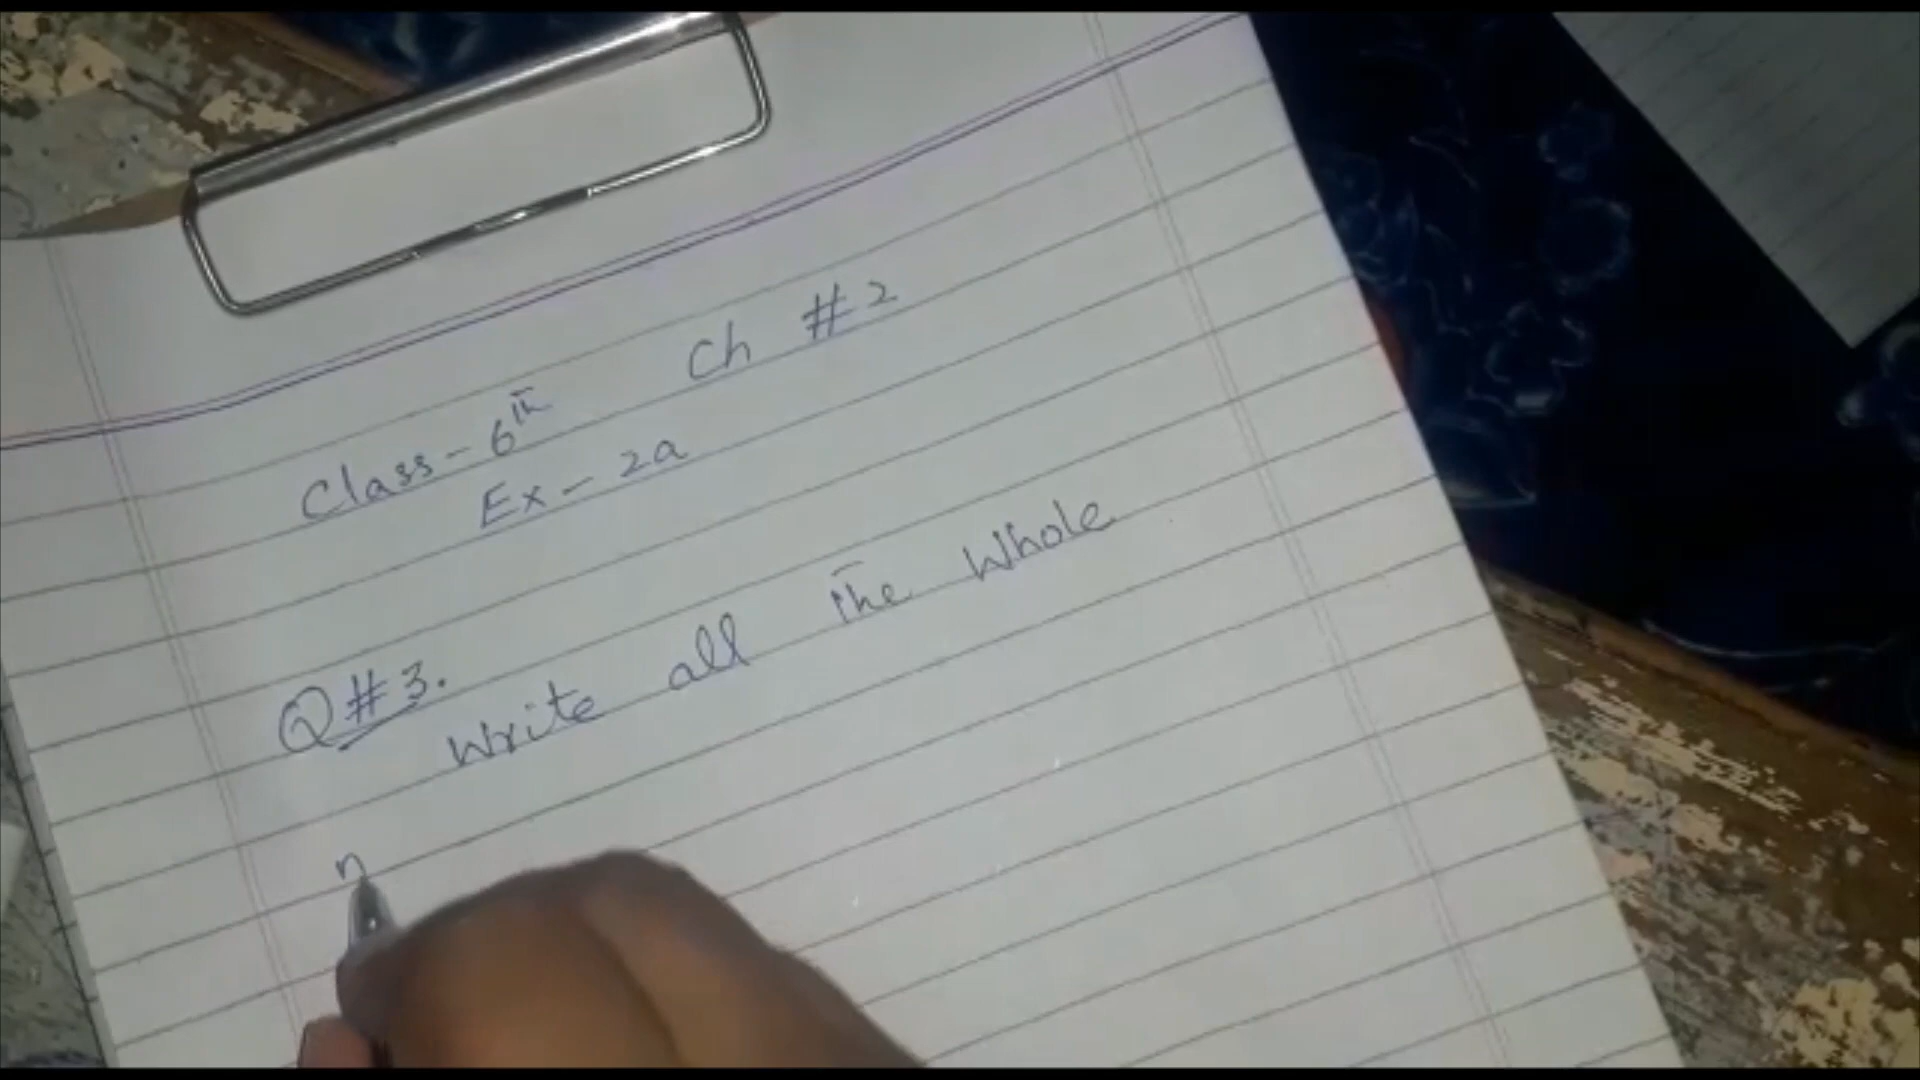 Class - 6th Ch # 2
Ex - 2a
Q#3.
Write all the Whole
n